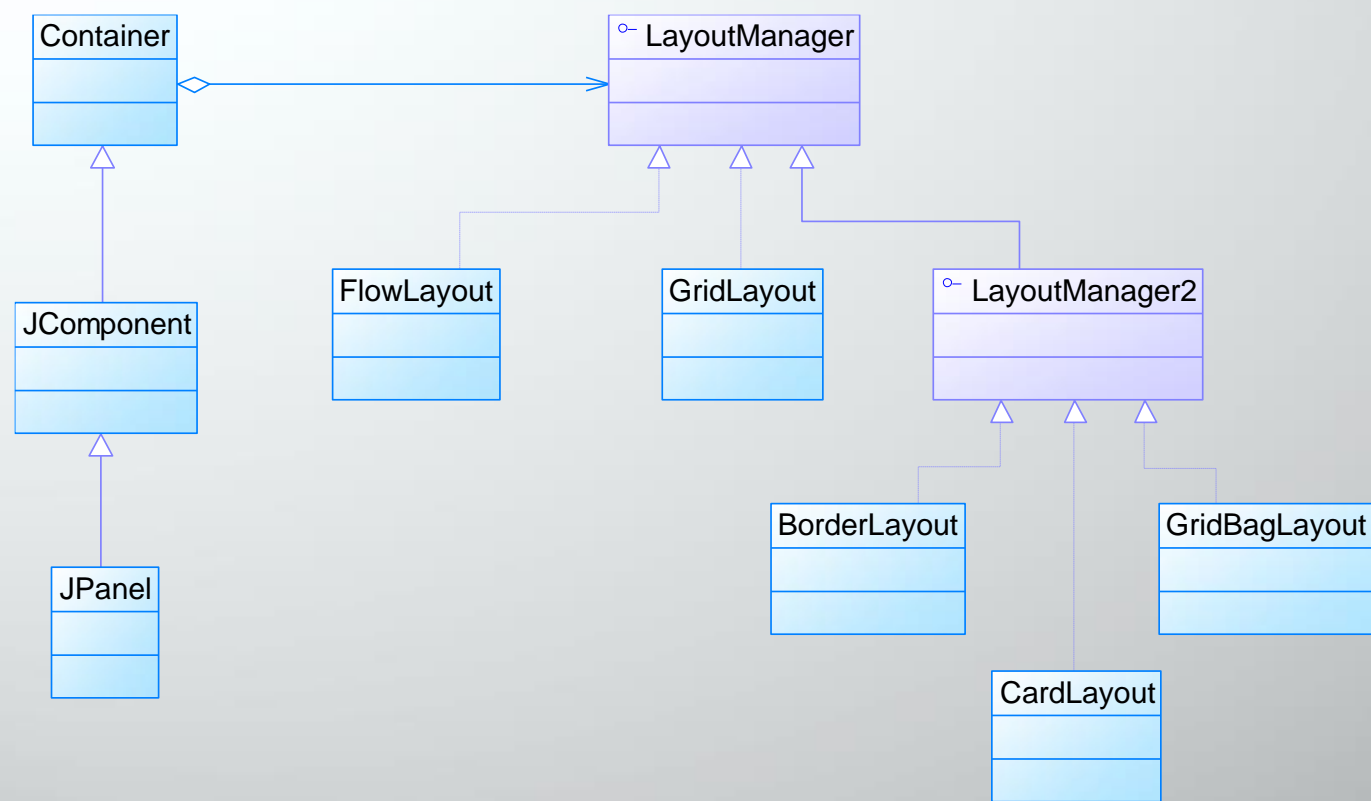 Container
LayoutManager
FlowLayout
GridLayout
LayoutManager2
JComponent
BorderLayout
GridBagLayout
JPanel
CardLayout